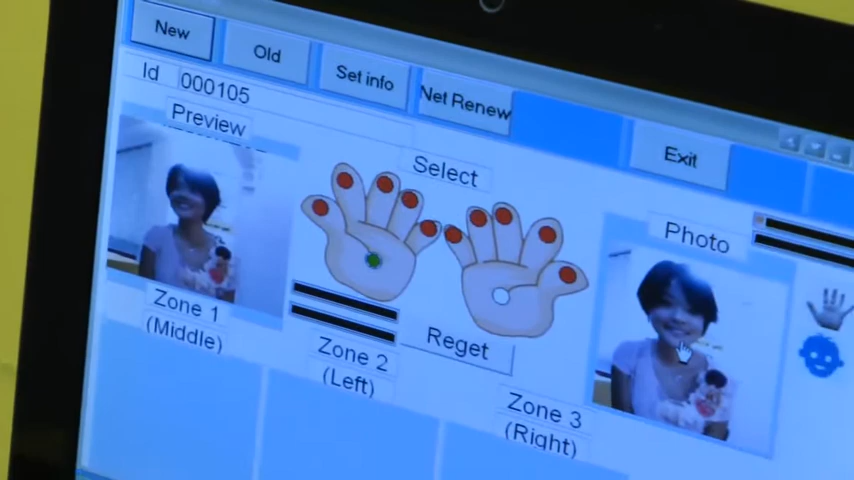 New
Old
Set info
Net Renew
Exit
Id 000105
Preview
Select
Photo
Zone 1
(Middle)
Zone 2
(Left)
Reget
Zone 3
(Right)